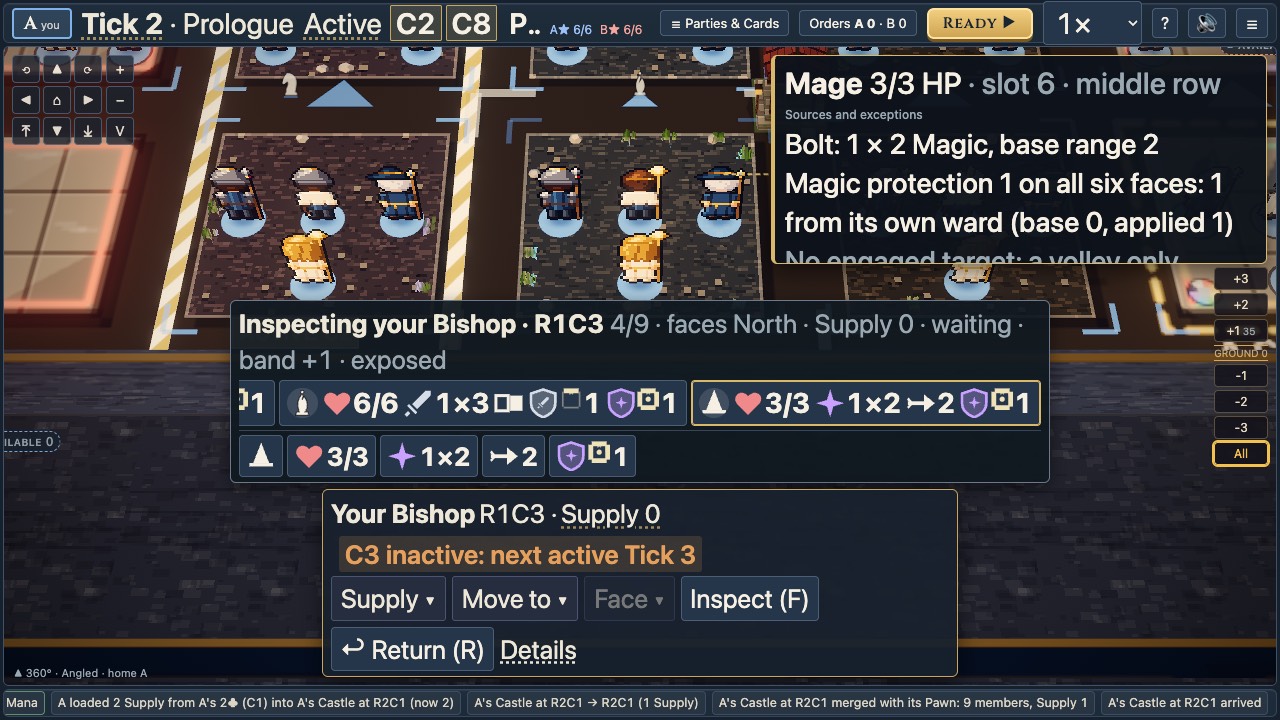 A you
Tick 2 · Prologue Active C2 C8 P.. A★ 6/6 B★ 6/6
≡ Parties & Cards
Orders A 0 · B 0
READY ▶
1×
?
≡
+
−
V
Mage 3/3 HP · slot 6 · middle row
Sources and exceptions
Bolt: 1 × 2 Magic, base range 2
Magic protection 1 on all six faces: 1
from its own ward (base 0, applied 1)
No engaged target: a volley only
+3
+2
+1 35
GROUND 0
-1
-2
-3
All
ILABLE 0
Inspecting your Bishop · R1C3 4/9 · faces North · Supply 0 · waiting ·
band +1 · exposed
1 6/6 1×3 1 1 3/3 1×2 2 1
3/3 1×2 2 1
Your Bishop R1C3 · Supply 0
C3 inactive: next active Tick 3
Supply ▾ Move to ▾ Face ▾ Inspect (F)
↩ Return (R) Details
▲ 360° · Angled · home A
Mana
A loaded 2 Supply from A's 2♣ (C1) into A's Castle at R2C1 (now 2)
A's Castle at R2C1 → R2C1 (1 Supply)
A's Castle at R2C1 merged with its Pawn: 9 members, Supply 1
A's Castle at R2C1 arrived